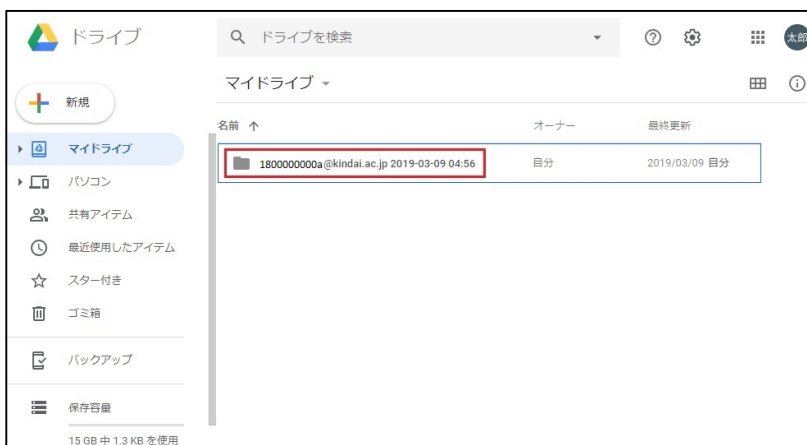 ドライブ
ドライブを検索
太郎
新規
マイドライブ
名前 ↑ オーナー 最終更新
マイドライブ
1800000000a@kindai.ac.jp 2019-03-09 04:56 自分 2019/03/09 自分
パソコン
共有アイテム
最近使用したアイテム
スター付き
ゴミ箱
バックアップ
保存容量
15 GB 中 1.3 KB を使用